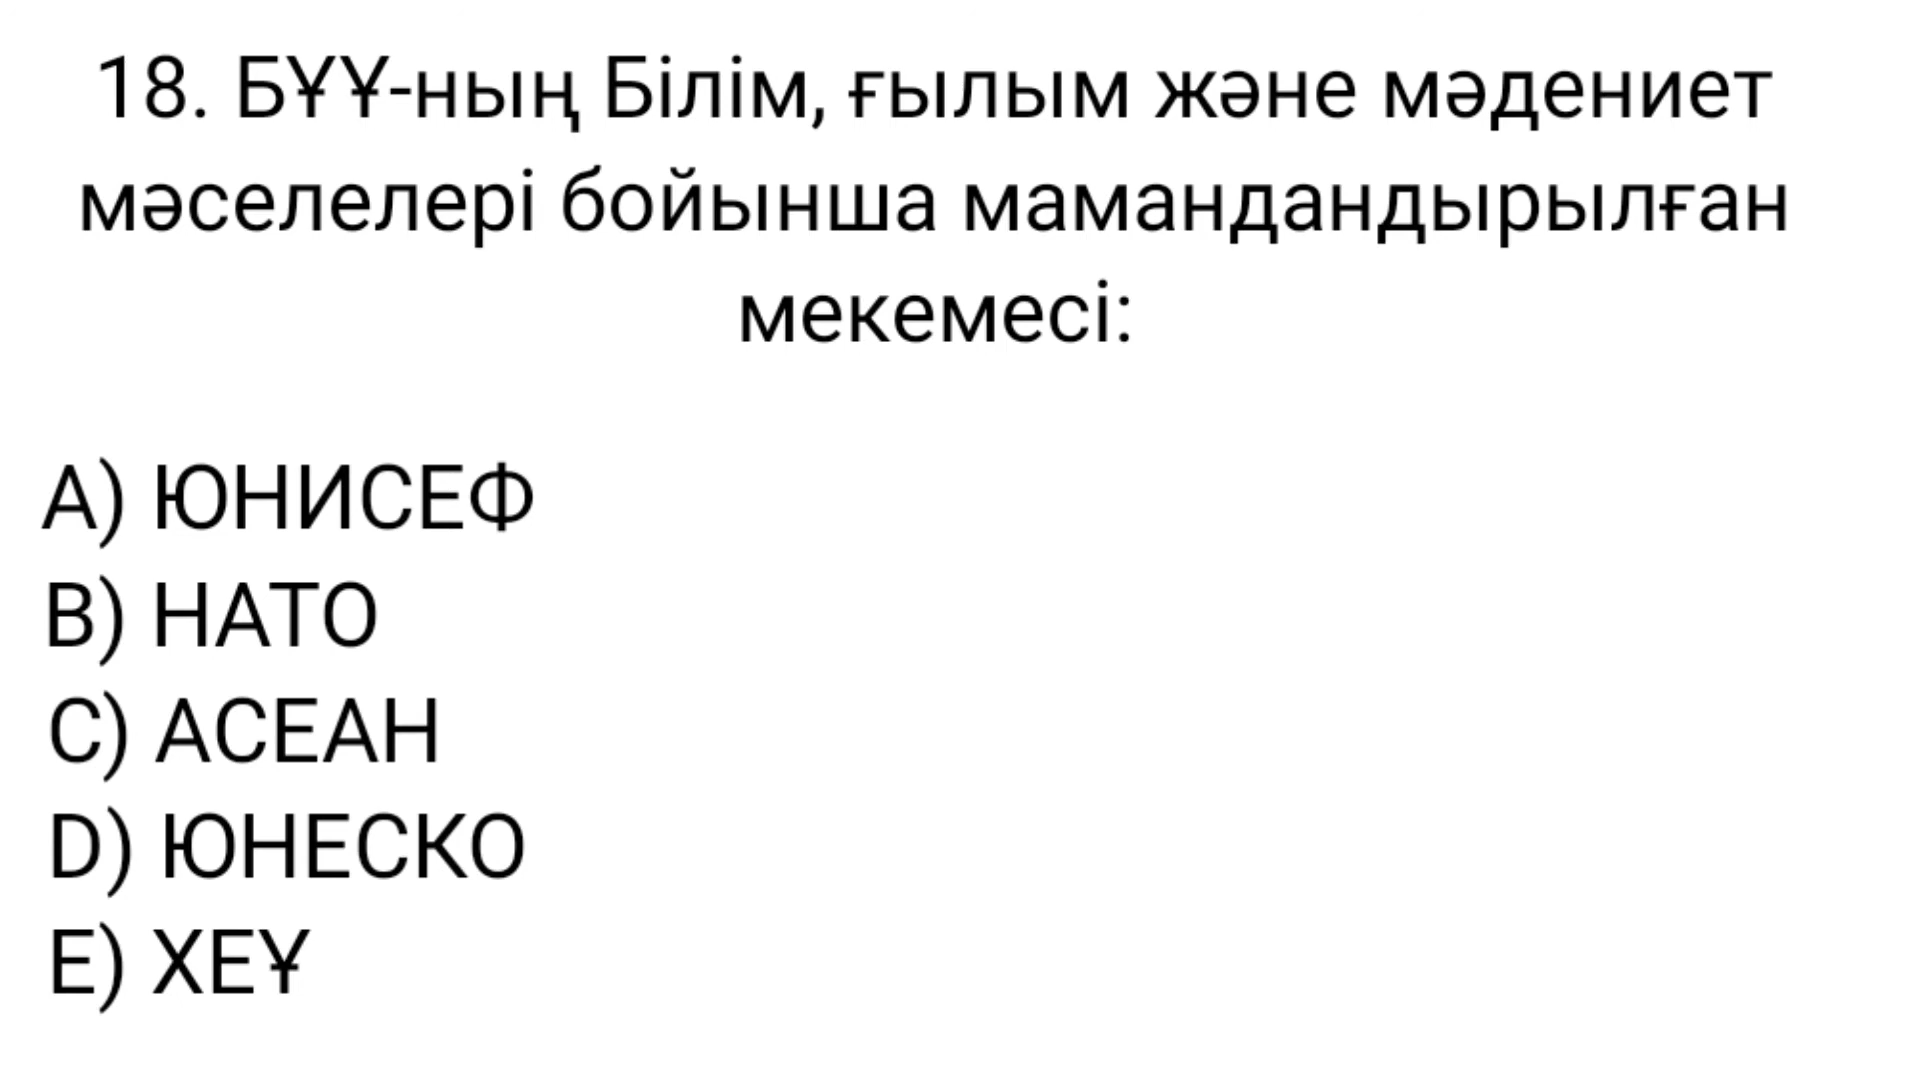 18. БҰҰ-ның Білім, ғылым және мәдениет
мәселелері бойынша мамандандырылған
мекемесі:
A) ЮНИСЕФ
B) НАТО
C) АСЕАН
D) ЮНЕСКО
E) ХЕҰ